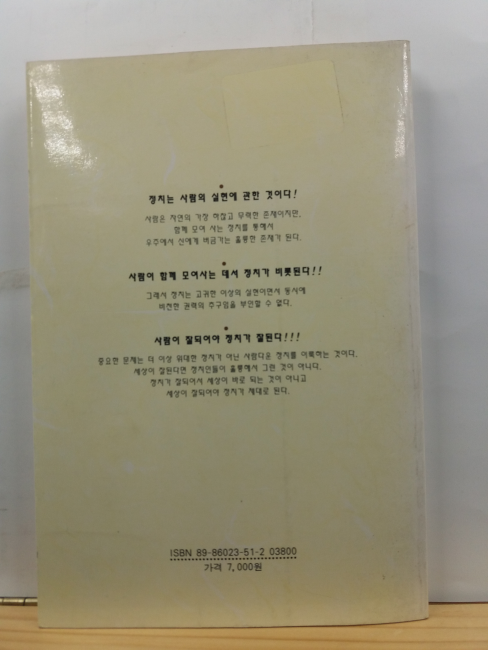 정치는 사람의 실현에 관한 것이다!
사람은 자연의 가장 하잘고 무력한 존재이지만,
함께 모여 사는 정치를 통해서
우주에서 신에게 버금가는 훌륭한 존재가 된다.
사람이 함께 모여사는 데서 정치가 비롯된다!!
그래서 정치는 고귀한 이상의 실현이면서 동시에
비천한 권력의 추구임을 부인할 수 없다.
사람이 잘되어야 정치가 잘된다!!!
중요한 문제는 더 이상 위대한 정치가 아닌 사람다운 정치를 이룩하는 것이다.
세상이 잘된다면 정치인들이 훌륭해서 그런 것이 아니다.
정치가 잘되어서 세상이 바로 되는 것이 아니고
세상이 잘되어야 정치가 제대로 된다.
ISBN 89-86023-51-2 03800
가격 7,000원